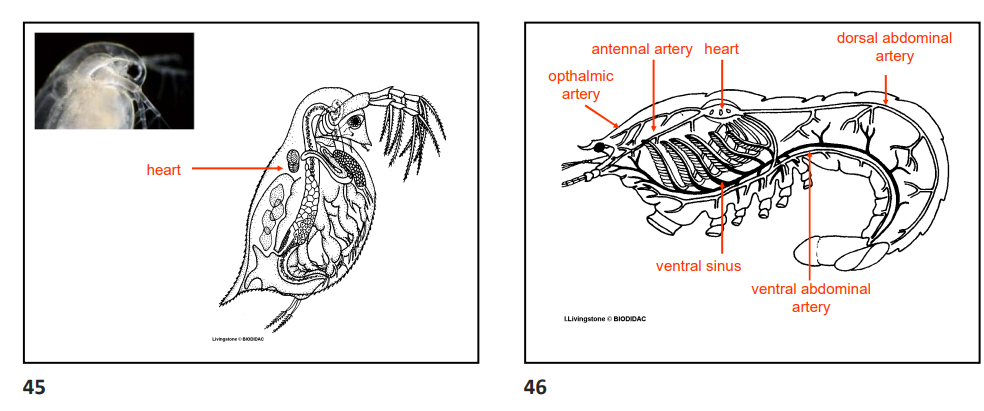 heart
Livingstone © BIODIDAC
45
antennal artery
heart
dorsal abdominal
artery
opthalmic
artery
ventral sinus
ventral abdominal
artery
I.Livingstone © BIODIDAC
46